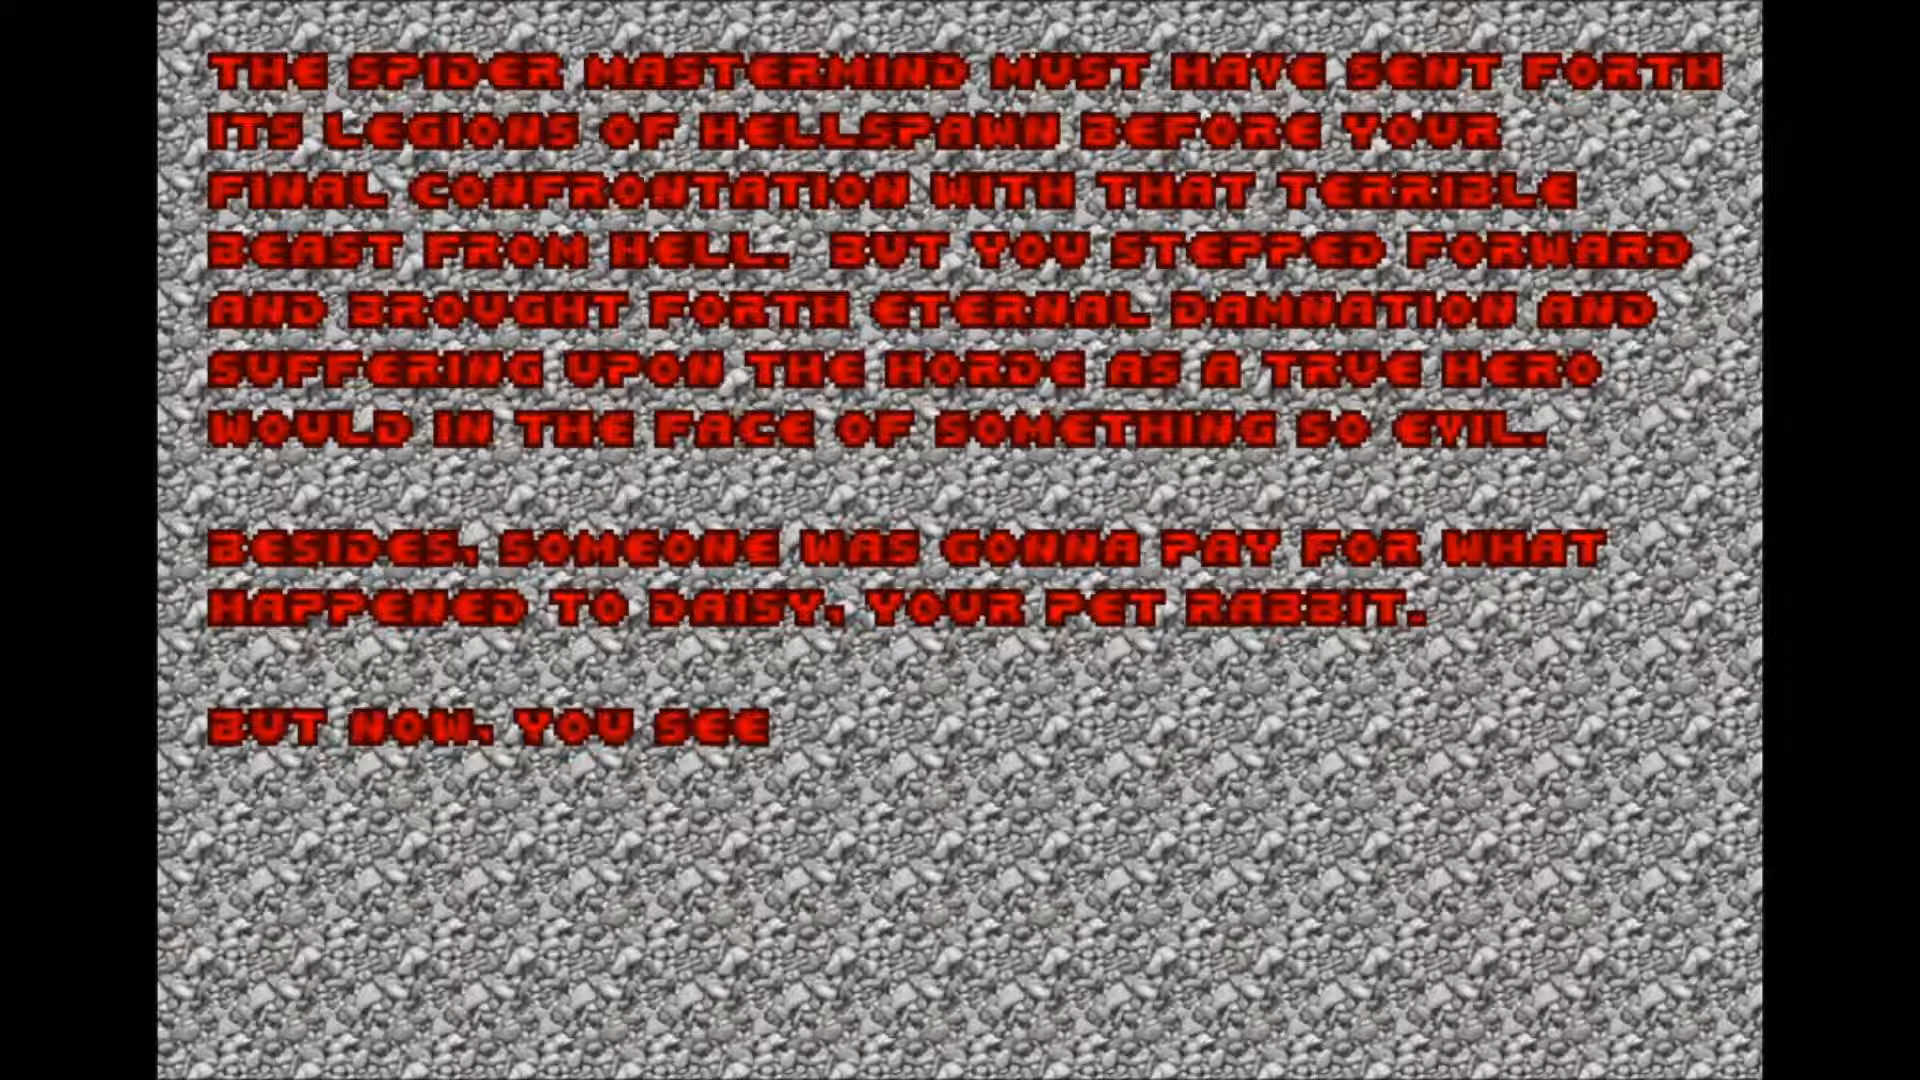 THE SPIDER MASTERMIND MUST HAVE SENT FORTH
ITS LEGIONS OF HELLSPAWN BEFORE YOUR
FINAL CONFRONTATION WITH THAT TERRIBLE
BEAST FROM HELL.  BUT YOU STEPPED FORWARD
AND BROUGHT FORTH ETERNAL DAMNATION AND
SUFFERING UPON THE HORDE AS A TRUE HERO
WOULD IN THE FACE OF SOMETHING SO EVIL.
BESIDES, SOMEONE WAS GONNA PAY FOR WHAT
HAPPENED TO DAISY, YOUR PET RABBIT.
BUT NOW, YOU SEE